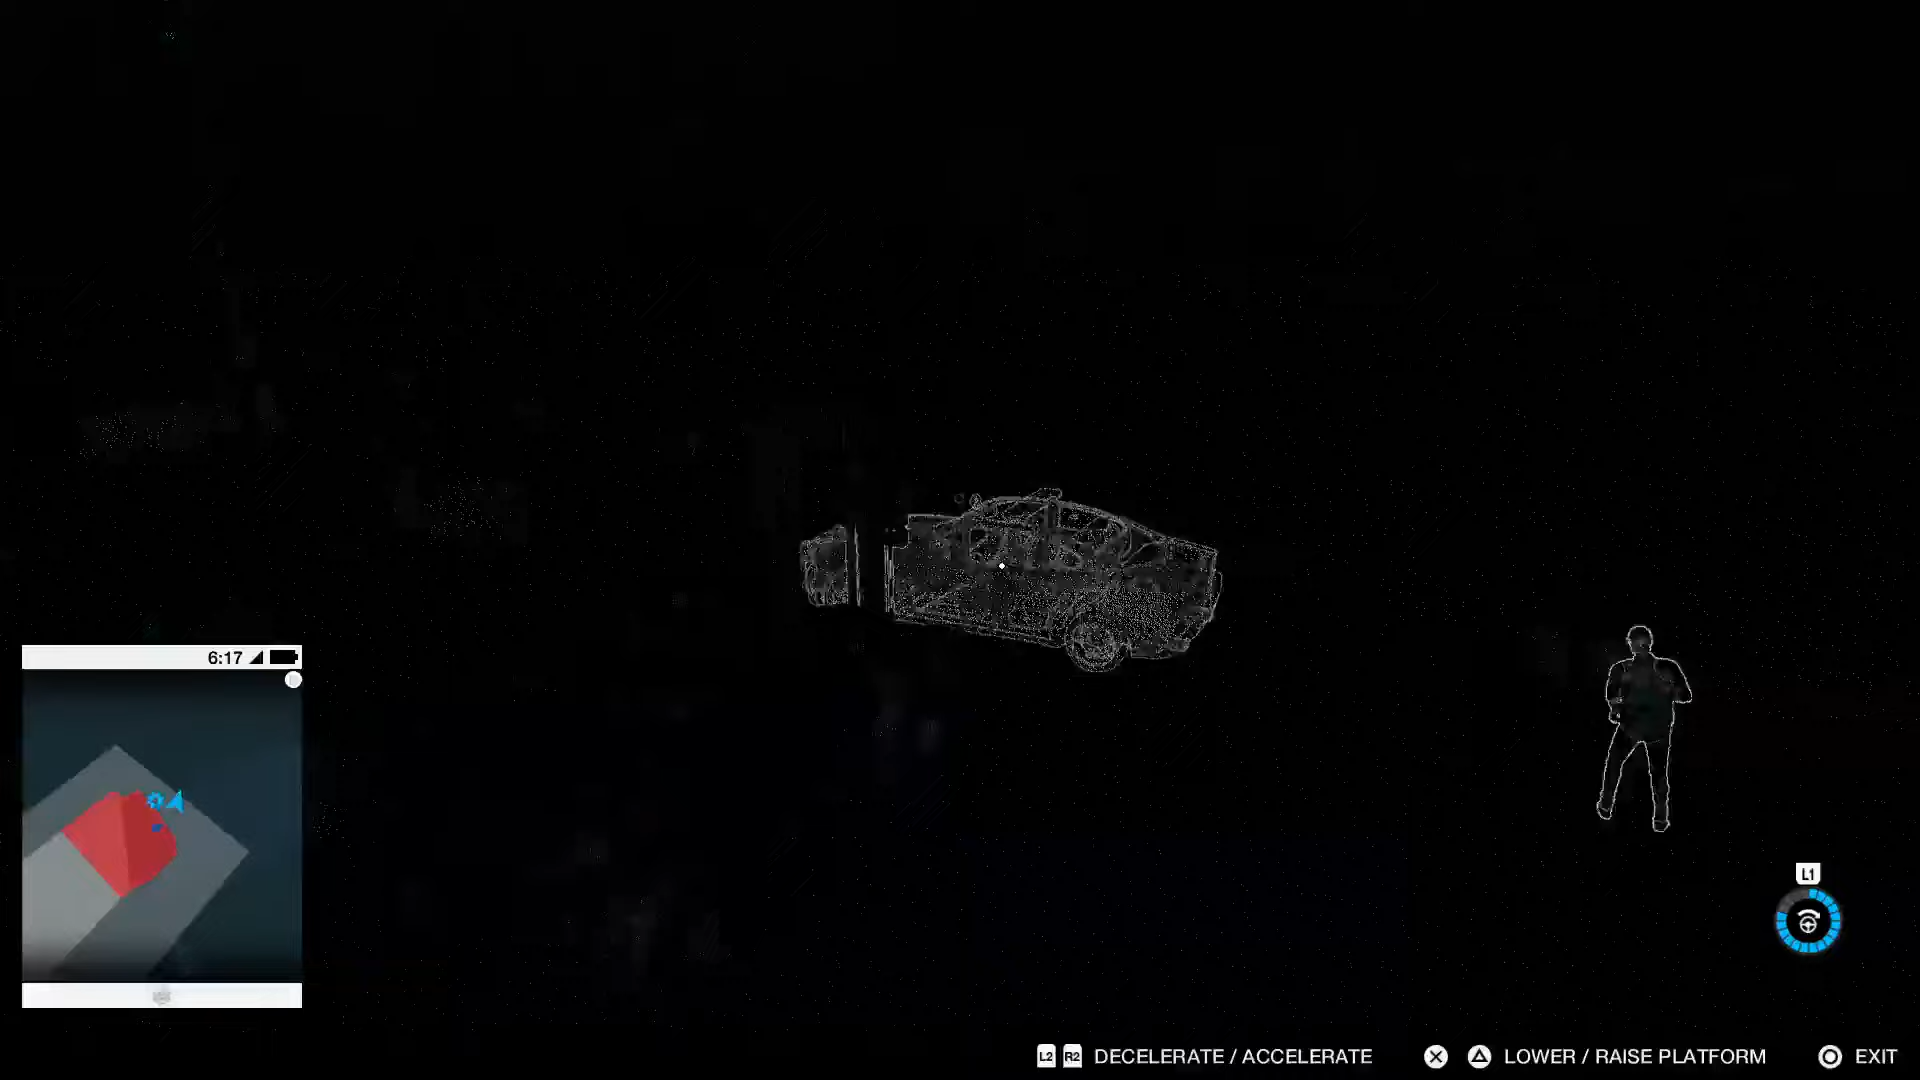 6:17
L1
L2 R2 DECELERATE / ACCELERATE LOWER / RAISE PLATFORM EXIT